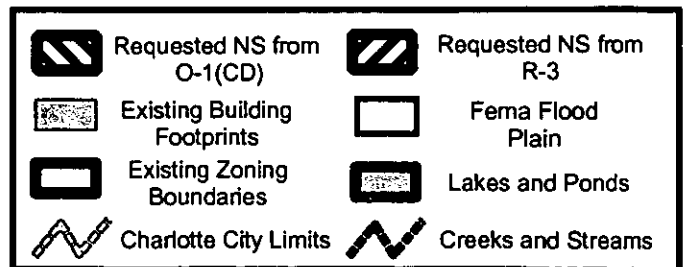 Requested NS from
O-1(CD)
Requested NS from
R-3
Existing Building
Footprints
Fema Flood
Plain
Existing Zoning
Boundaries
Lakes and Ponds
Charlotte City Limits
Creeks and Streams